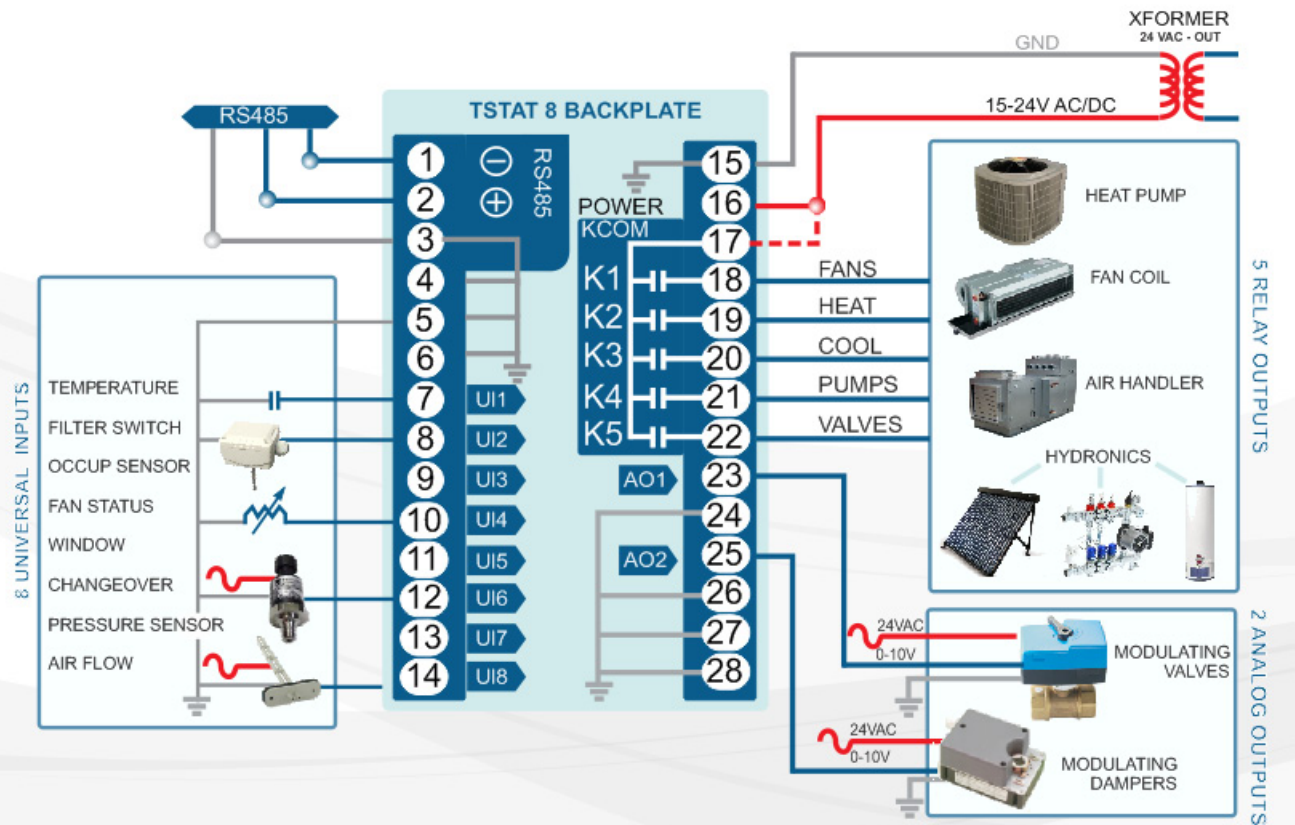 XFORMER
24 VAC - OUT
GND
15-24V AC/DC
RS485
TSTAT 8 BACKPLATE
1
2
3
4
5
6
7
8
9
10
11
12
13
14
RS485
UI1
UI2
UI3
UI4
UI5
UI6
UI7
UI8
POWER
KCOM
K1
K2
K3
K4
K5
AO1
AO2
15
16
17
18
19
20
21
22
23
24
25
26
27
28
FANS
HEAT
COOL
PUMPS
VALVES
8 UNIVERSAL INPUTS
TEMPERATURE
FILTER SWITCH
OCCUP SENSOR
FAN STATUS
WINDOW
CHANGEOVER
PRESSURE SENSOR
AIR FLOW
HEAT PUMP
FAN COIL
AIR HANDLER
HYDRONICS
5 RELAY OUTPUTS
24VAC
0-10V
MODULATING
VALVES
24VAC
0-10V
MODULATING
DAMPERS
2 ANALOG OUTPUTS